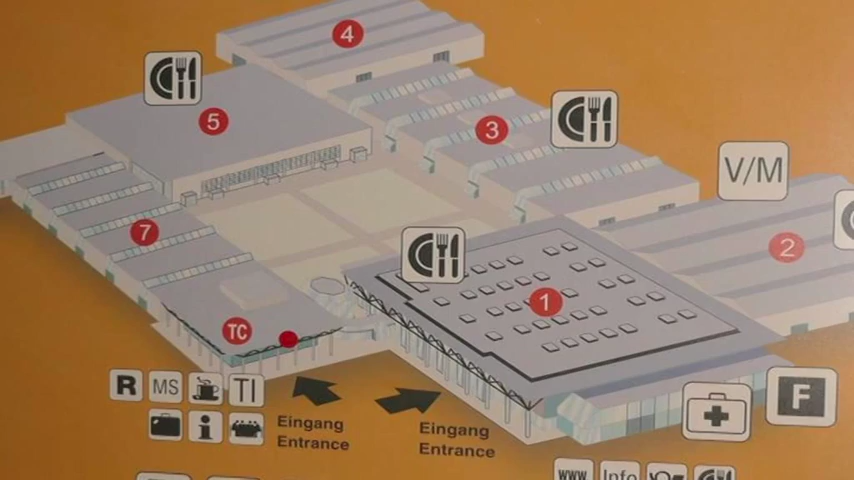 4
5
3
V/M
7
2
1
TC
R
MS
TI
i
F
Eingang
Entrance
Eingang
Entrance
www
Info